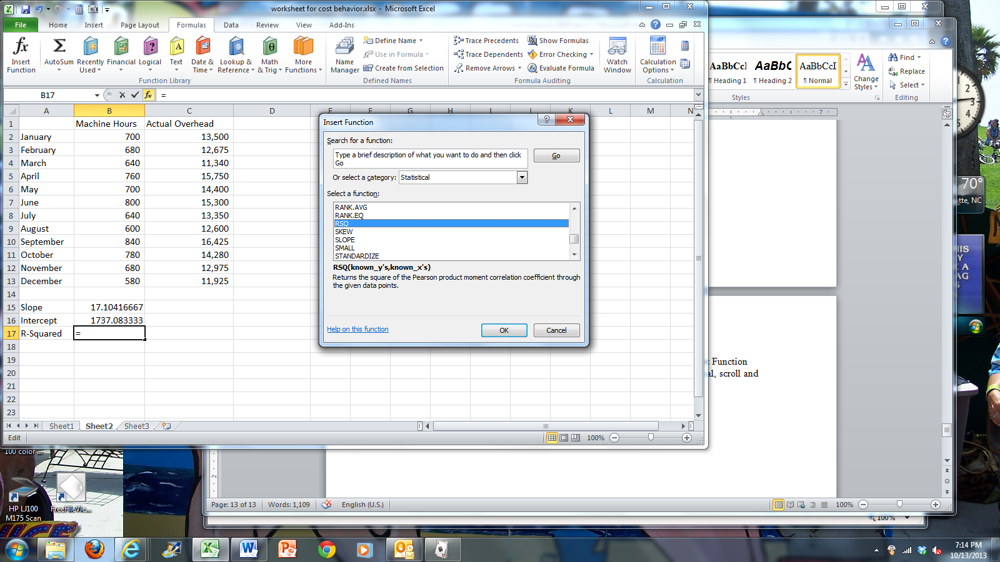 worksheet for cost behavior.xlsx - Microsoft Excel
File Home Insert Page Layout Formulas Data Review View Add-Ins
fx Σ θ
Insert Function AutoSum Recently Used Financial Logical Text Date & Time Lookup & Reference Math & Trig More Functions
Function Library
Name Manager Define Name Use in Formula Create from Selection
Defined Names
Trace Precedents Show Formulas
Trace Dependents Error Checking
Remove Arrows Evaluate Formula
Formula Auditing
Watch Window
Calculation Options
Calculation
AaBbCcI AaBbC AaBbCcI
¶ Heading 1 ¶ Heading 2 ¶ Normal
Change Styles
Styles
Find
Replace
Select
Editing
B17 fx =
A B C D E F G H I J K L M N
1 Machine Hours Actual Overhead
2 January 700 13,500
3 February 680 12,675
4 March 640 11,340
5 April 760 15,750
6 May 700 14,400
7 June 800 15,300
8 July 640 13,350
9 August 600 12,600
10 September 840 16,425
11 October 780 14,280
12 November 680 12,975
13 December 580 11,925
14
15 Slope 17.10416667
16 Intercept 1737.083333
17 R-Squared =
18
19
20
21
22
23
Insert Function
Search for a function:
Type a brief description of what you want to do and then click
Go
Go
Or select a category: Statistical
Select a function:
RANK.AVG
RANK.EQ
RSQ
SKEW
SLOPE
SMALL
STANDARDIZE
RSQ(known_y's,known_x's)
Returns the square of the Pearson product moment correlation coefficient through
the given data points.
Help on this function
OK Cancel
Sheet1 Sheet2 Sheet3
Edit 100%
7
70°
tte, NC
HIS
Y
AG
S
Function
al, scroll and
2
Page: 13 of 13 Words: 1,109 English (U.S.) 100%
100%
100 color ...
HP LJ100
M175 Scan
FreeFileVie...
7:14 PM
10/13/2013